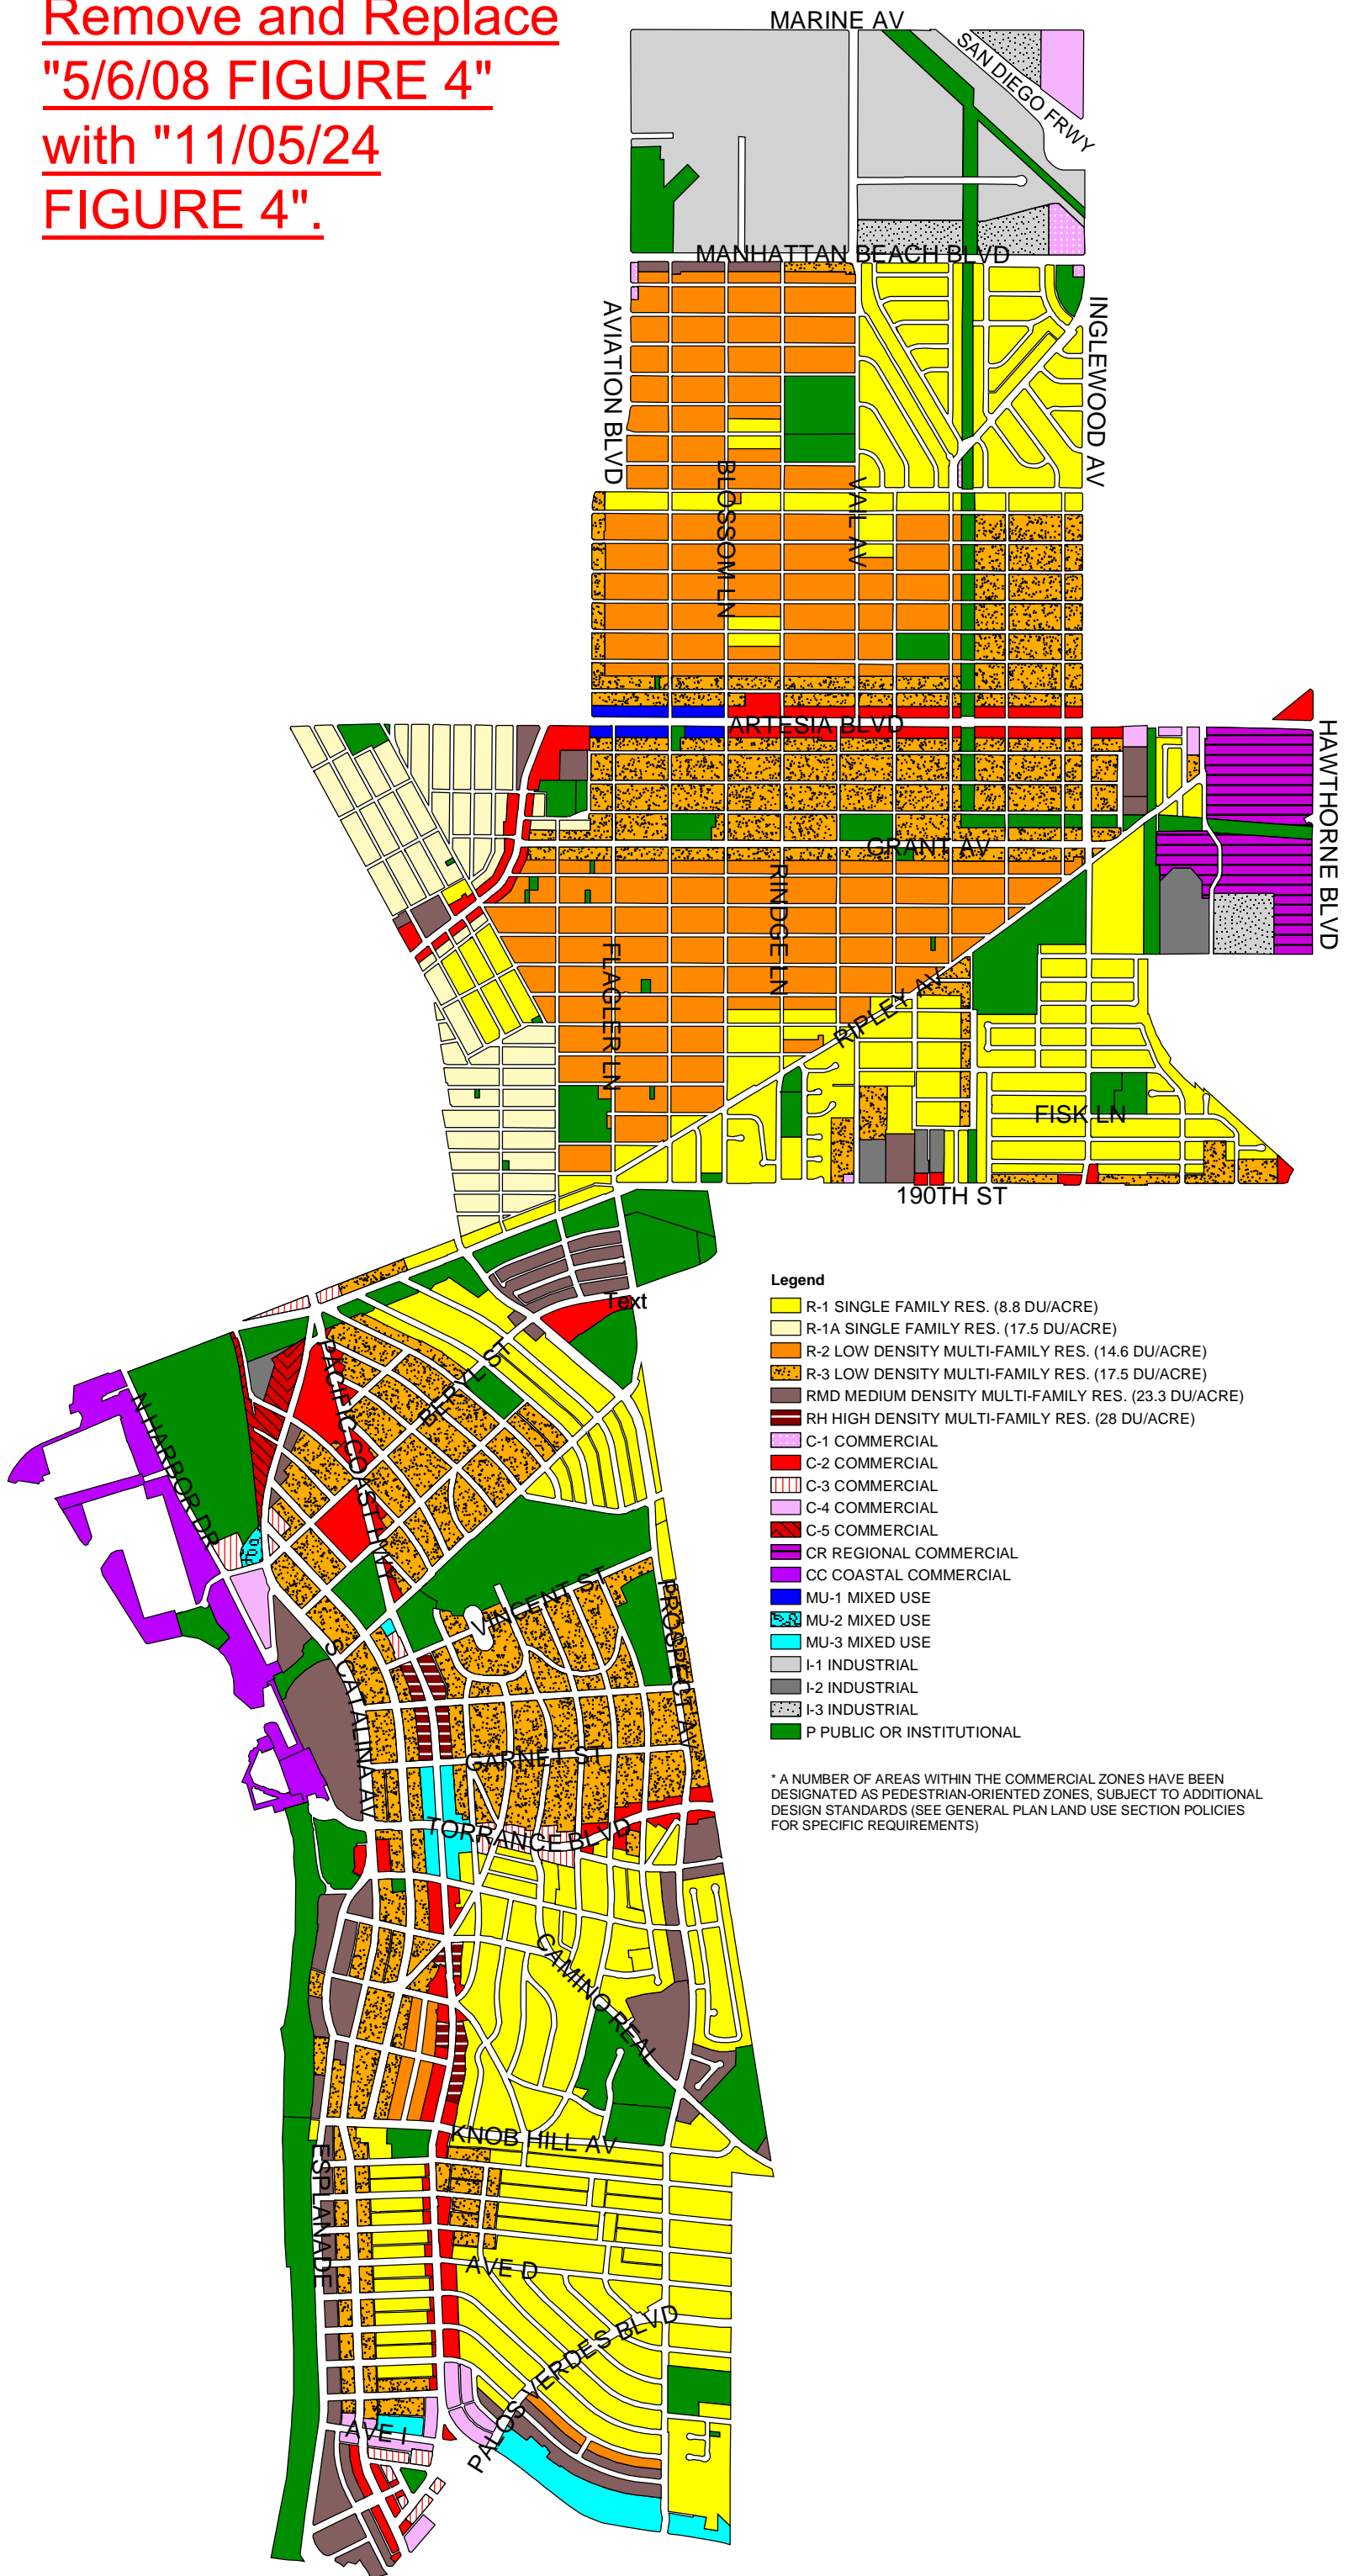 Remove and Replace
"5/6/08 FIGURE 4"
with "11/05/24
FIGURE 4".
MARINE AV
SAN DIEGO FRWY
MANHATTAN BEACH BLVD
AVIATION BLVD
INGLEWOOD AV
BLOSSOM LN
VAIL AV
ARTESIA BLVD
HAWTHORNE BLVD
GRANT AV
RINDGE LN
FLAGLER LN
RIPLEY AV
FISK LN
190TH ST
Text
BERYL ST
PACIFIC COAST HWY
N HARBOR DR
VINCENT ST
PROSPECT AV
S CATALINA AV
GARNET ST
TORRANCE BLVD
CAMINO REAL
KNOB HILL AV
ESPLANADE
AVE D
PALOS VERDES BLVD
AVE I
Legend
R-1 SINGLE FAMILY RES. (8.8 DU/ACRE)
R-1A SINGLE FAMILY RES. (17.5 DU/ACRE)
R-2 LOW DENSITY MULTI-FAMILY RES. (14.6 DU/ACRE)
R-3 LOW DENSITY MULTI-FAMILY RES. (17.5 DU/ACRE)
RMD MEDIUM DENSITY MULTI-FAMILY RES. (23.3 DU/ACRE)
RH HIGH DENSITY MULTI-FAMILY RES. (28 DU/ACRE)
C-1 COMMERCIAL
C-2 COMMERCIAL
C-3 COMMERCIAL
C-4 COMMERCIAL
C-5 COMMERCIAL
CR REGIONAL COMMERCIAL
CC COASTAL COMMERCIAL
MU-1 MIXED USE
MU-2 MIXED USE
MU-3 MIXED USE
I-1 INDUSTRIAL
I-2 INDUSTRIAL
I-3 INDUSTRIAL
P PUBLIC OR INSTITUTIONAL
* A NUMBER OF AREAS WITHIN THE COMMERCIAL ZONES HAVE BEEN
DESIGNATED AS PEDESTRIAN-ORIENTED ZONES, SUBJECT TO ADDITIONAL
DESIGN STANDARDS (SEE GENERAL PLAN LAND USE SECTION POLICIES
FOR SPECIFIC REQUIREMENTS)